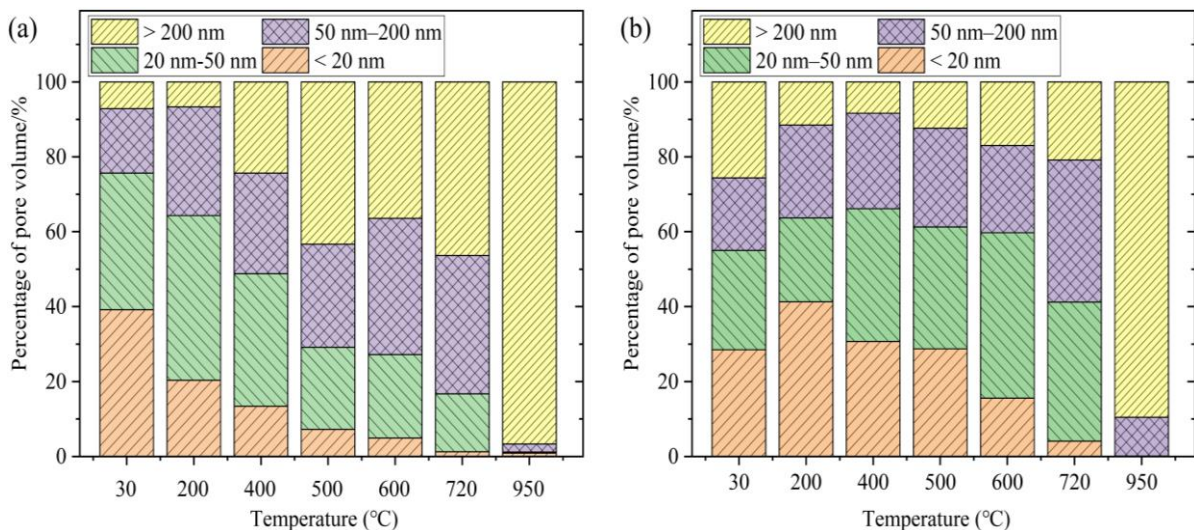 (a)
> 200 nm 50 nm–200 nm
20 nm-50 nm < 20 nm
Percentage of pore volume/%
100
80
60
40
20
0
30 200 400 500 600 720 950
Temperature (℃)
(b)
> 200 nm 50 nm–200 nm
20 nm–50 nm < 20 nm
Percentage of pore volume/%
100
80
60
40
20
0
30 200 400 500 600 720 950
Temperature (℃)